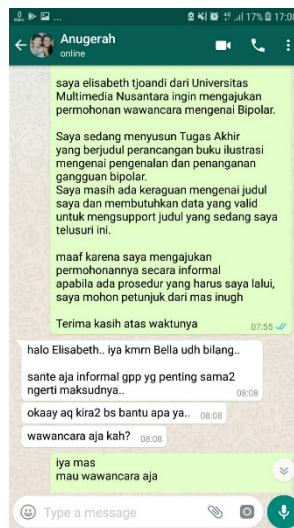 17% 17:08
Anugerah
online
saya elisabeth tjoandi dari Universitas
Multimedia Nusantara ingin mengajukan
permohonan wawancara mengenai Bipolar.
Saya sedang menyusun Tugas Akhir
yang berjudul perancangan buku ilustrasi
mengenai pengenalan dan penanganan
gangguan bipolar.
Saya masih ada keraguan mengenai judul
saya dan membutuhkan data yang valid
untuk mengsupport judul yang sedang saya
telusuri ini.
maaf karena saya mengajukan
permohonannya secara informal
apabila ada prosedur yang harus saya lalui,
saya mohon petunjuk dari mas inugh
Terima kasih atas waktunya
07:55
halo Elisabeth.. iya kmrn Bella udh bilang..
sante aja informal gpp yg penting sama2
ngerti maksudnya..
08:08
okaay aq kira2 bs bantu apa ya.. 08:08
wawancara aja kah? 08:08
iya mas
mau wawancara aja
Type a message